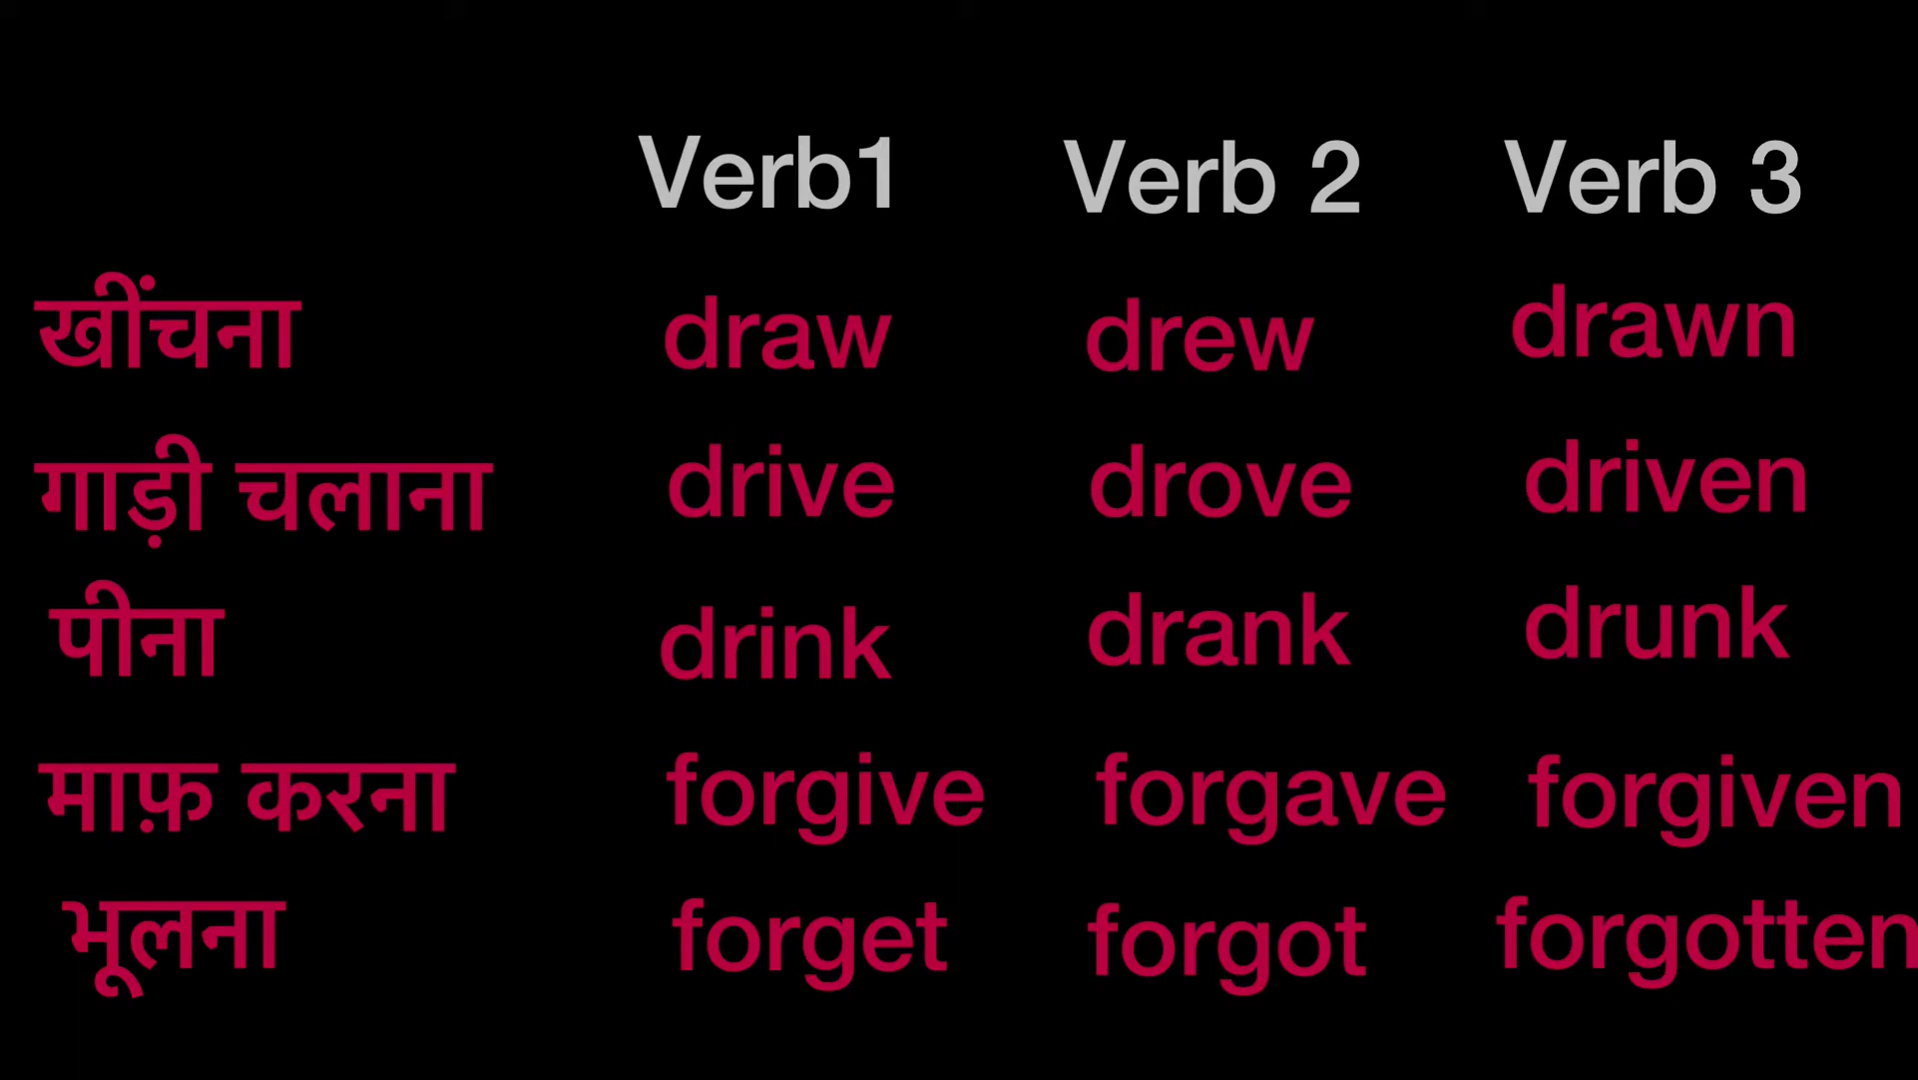 Verb1 Verb 2 Verb 3
खींचना draw drew drawn
गाड़ी चलाना drive drove driven
पीना drink drank drunk
माफ़ करना forgive forgave forgiven
भूलना forget forgot forgotten